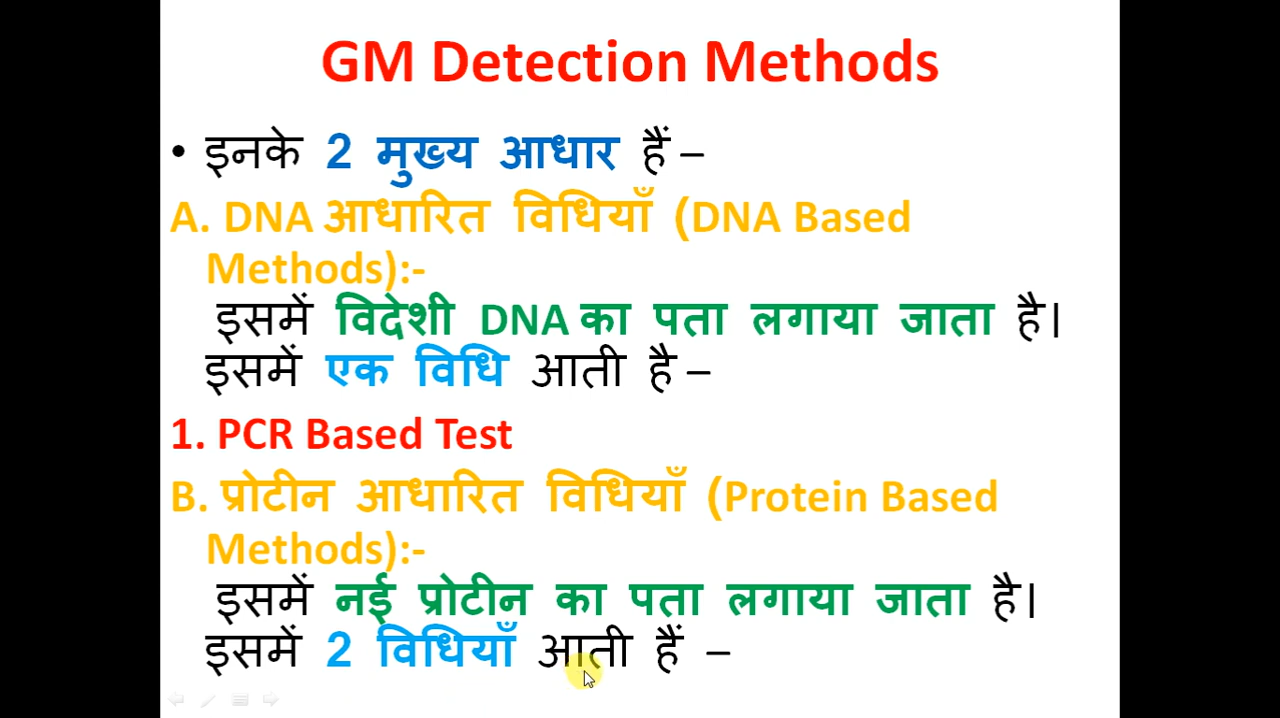 GM Detection Methods
• इनके 2 मुख्य आधार हैं –
A. DNA आधारित विधियाँ (DNA Based
Methods):-
इसमें विदेशी DNA का पता लगाया जाता है।
इसमें एक विधि आती है –
1. PCR Based Test
B. प्रोटीन आधारित विधियाँ (Protein Based
Methods):-
इसमें नई प्रोटीन का पता लगाया जाता है।
इसमें 2 विधियाँ आती हैं –